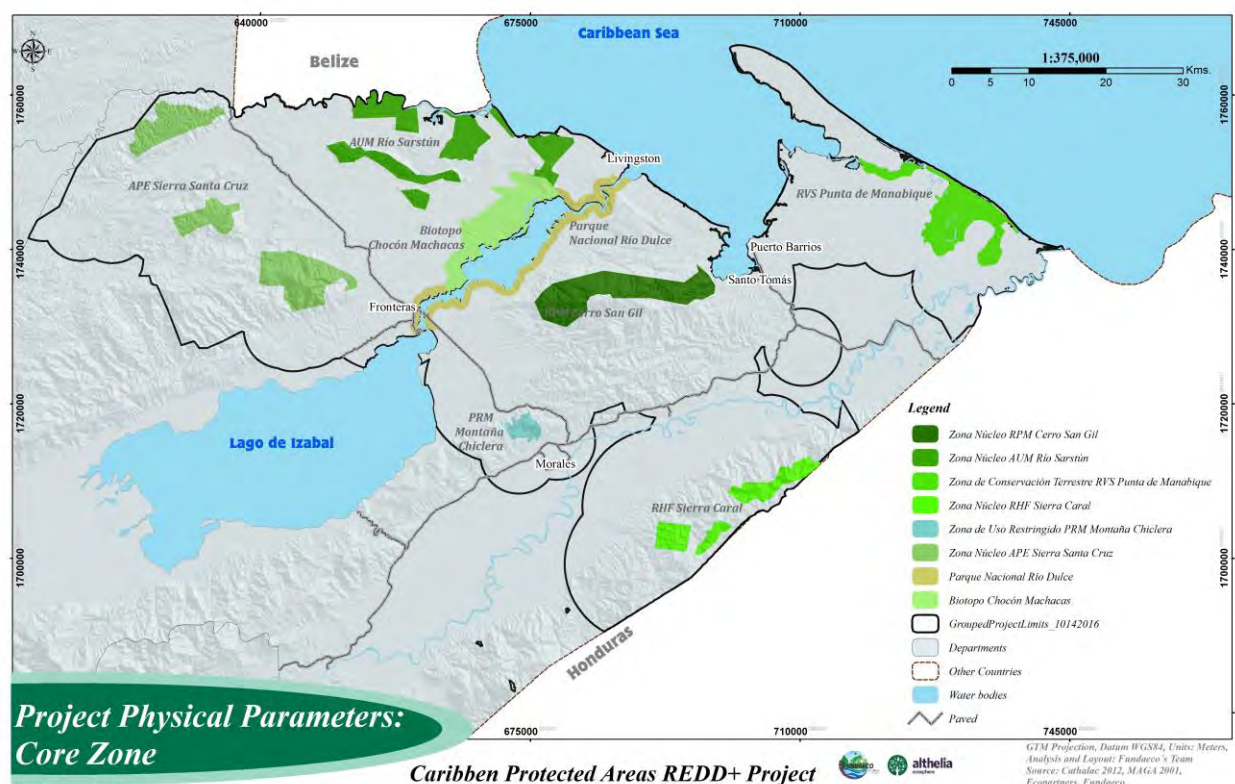 640000 675000 710000 745000
Caribbean Sea
Belize
N
W E
S
1:375,000
0 5 10 20 30 Kms.
1760000 1760000
AUM Río Sarstún
Livingston
APE Sierra Santa Cruz
RVS Punta de Manabique
Biotopo
Chocón Machacas
Parque
Nacional Río Dulce
Puerto Barrios
1740000 1740000
Santo Tomás
Fronteras
Cerro San Gil
1720000 1720000
Lago de Izabal
PRM
Montaña
Chiclera
Morales
RHF Sierra Caral
1700000 1700000
Honduras
Legend
Zona Núcleo RPM Cerro San Gil
Zona Núcleo AUM Río Sarstún
Zona de Conservación Terrestre RVS Punta de Manabique
Zona Núcleo RHF Sierra Caral
Zona de Uso Restringido PRM Montaña Chiclera
Zona Núcleo APE Sierra Santa Cruz
Parque Nacional Río Dulce
Biotopo Chocón Machacas
GroupedProjectLimits_10142016
Departments
Other Countries
Water bodies
Paved
Project Physical Parameters:
Core Zone
675000 710000 745000
Caribben Protected Areas REDD+ Project
FUNDAECO
althelia
ecosphere
GTM Projection, Datum WGS84, Units: Meters,
Analysis and Layout: Fundaeco's Team
Source: Cathalac 2012, MAGA 2001,
Ecopartners, Fundaeco